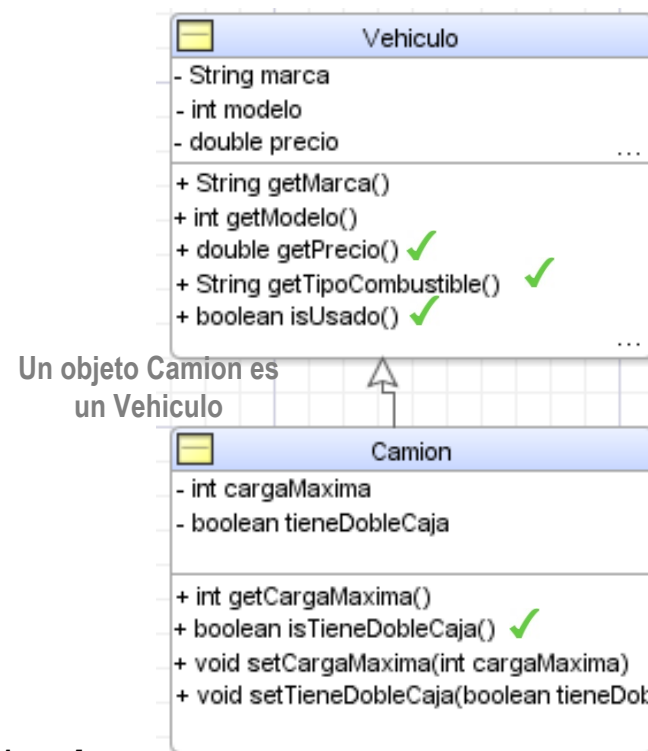 Vehiculo
- String marca
- int modelo
- double precio
...
+ String getMarca()
+ int getModelo()
+ double getPrecio()
+ String getTipoCombustible()
+ boolean isUsado()
...
Un objeto Camion es
un Vehiculo
Camion
- int cargaMaxima
- boolean tieneDobleCaja
+ int getCargaMaxima()
+ boolean isTieneDobleCaja()
+ void setCargaMaxima(int cargaMaxima)
+ void setTieneDobleCaja(boolean tieneDob